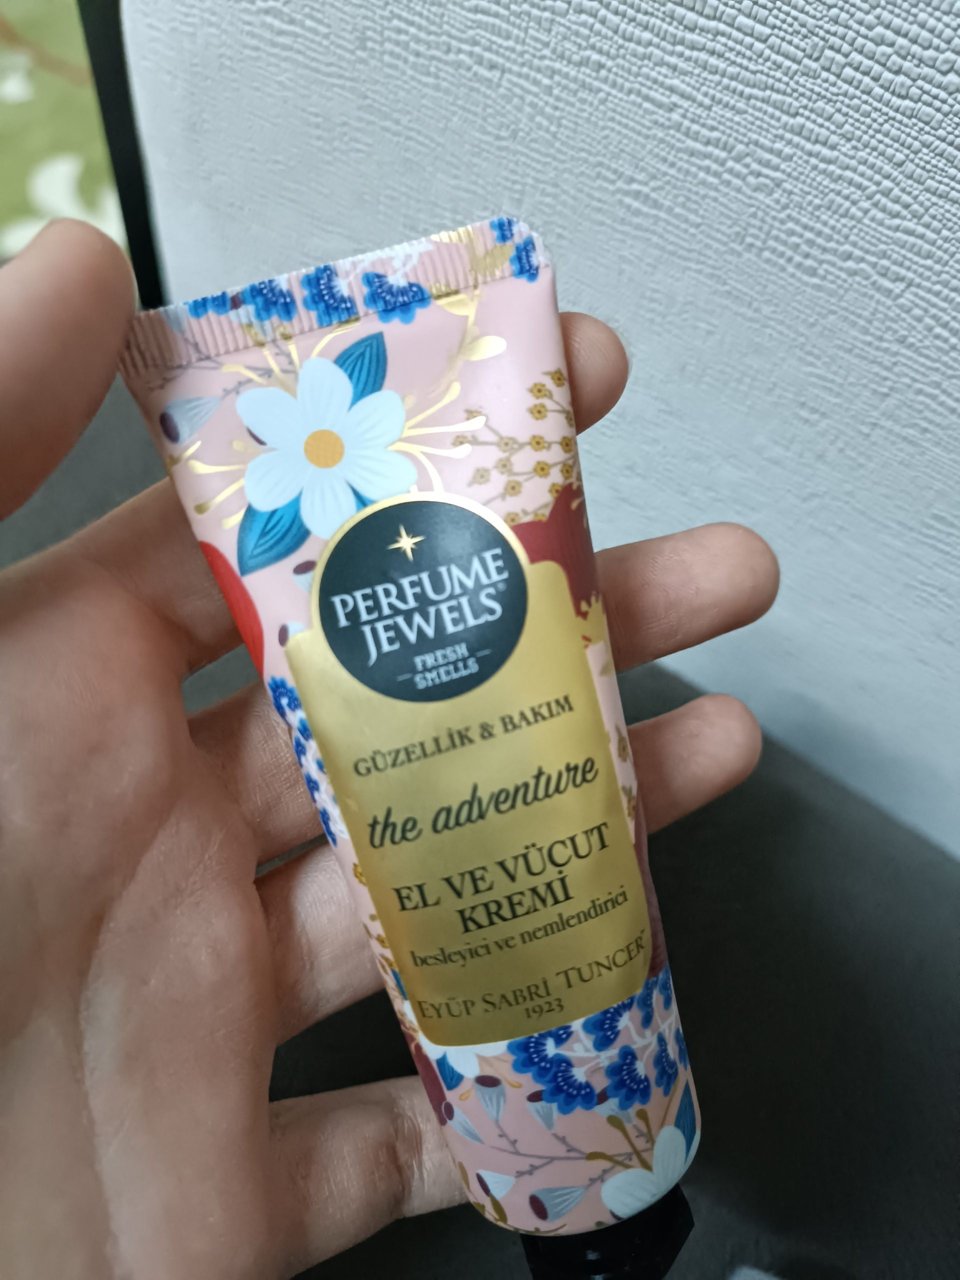 PERFUME
JEWELS®
FRESH
SMELLS
GÜZELLİK & BAKIM
the adventure
EL VE VÜCUT
KREMİ
besleyici ve nemlendirici
EYÜP SABRİ TUNCER
1923